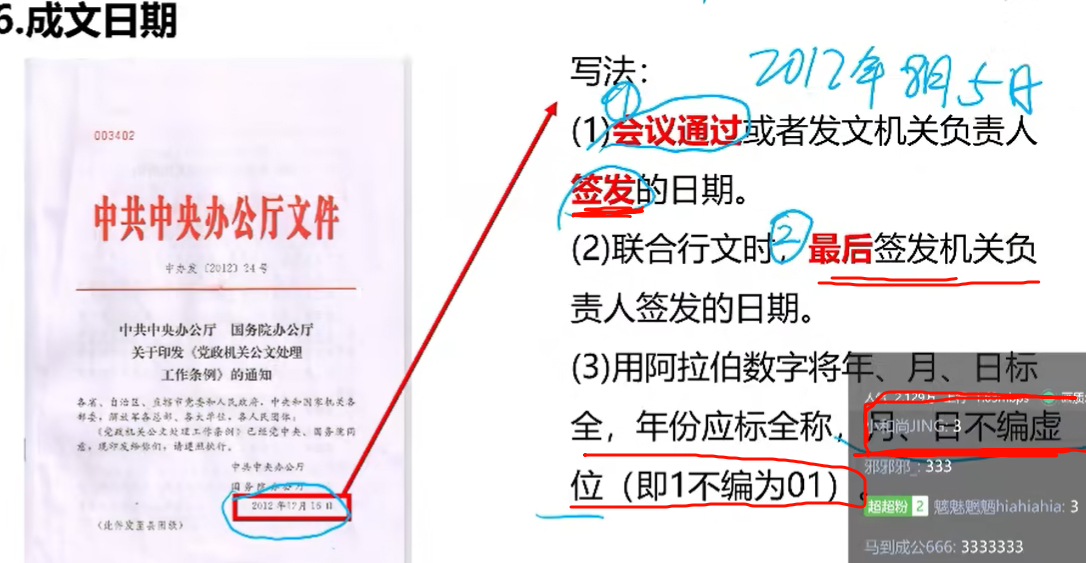 6.成文日期
003402
中共中央办公厅文件
中办发〔2012〕24号
中共中央办公厅 国务院办公厅
关于印发《党政机关公文处理
工作条例》的通知
各省、自治区、直辖市党委和人民政府，中央和国家机关各
部委，解放军各总部、各大单位，各人民团体：
《党政机关公文处理工作条例》已经党中央、国务院同
意，现印发给你们，请遵照执行。
中共中央办公厅
国务院办公厅
2012年
（此件发至县团级）
2012年8月5日
写法：
①
(1)会议通过或者发文机关负责人
签发的日期。
(2)联合行文时，②最后签发机关负
责人签发的日期。
(3)用阿拉伯数字将年、月、日标
全，年份应标全称，月、日不编虚
位（即1不编为01）。
小和尚JING: 3
邪邪邪_: 333
超超粉 2 魑魅魍魉hiahiahia: 3
马到成公666: 3333333